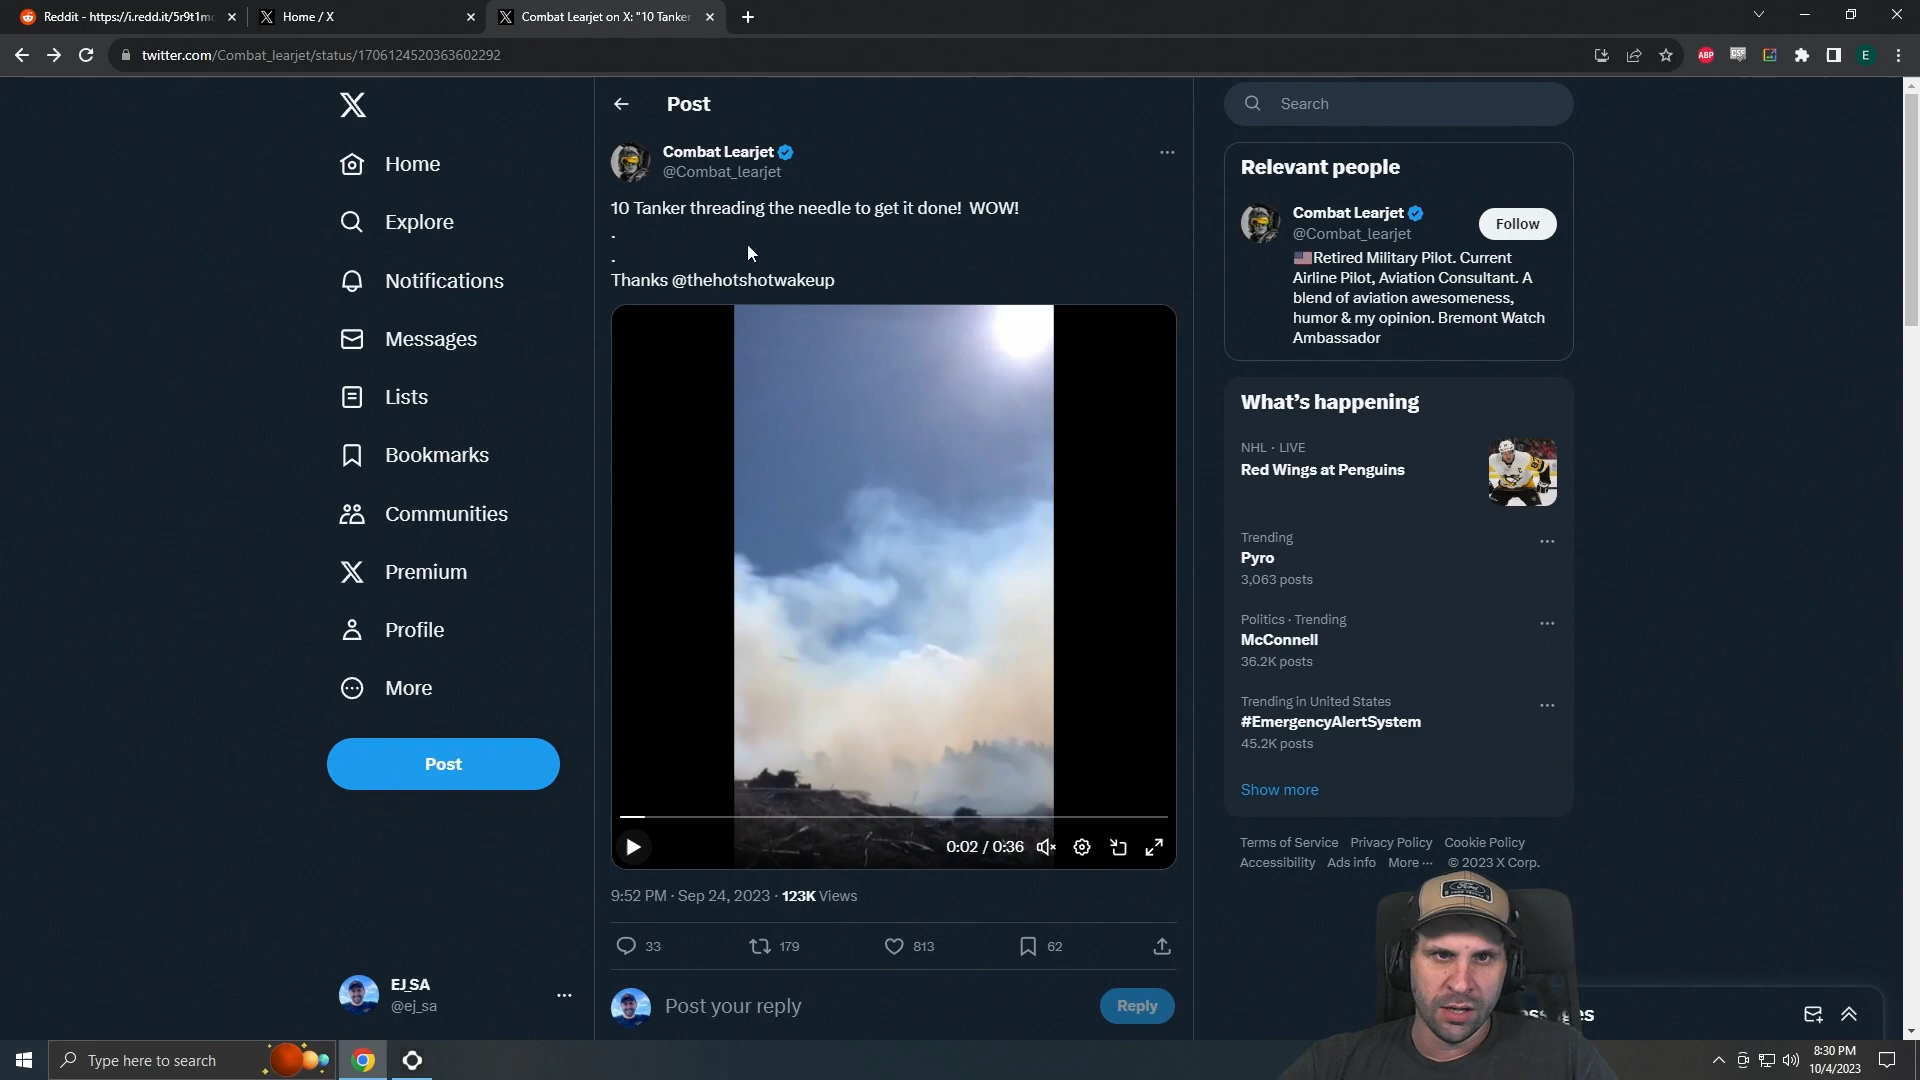 Reddit - https://i.redd.it/5r9t1m
Home / X
Combat Learjet on X: "10 Tanker
twitter.com/Combat_learjet/status/1706124520363602292
ABP
E
Home
Explore
Notifications
Messages
Lists
Bookmarks
Communities
Premium
Profile
More
Post
EJ_SA
@ej_sa
Post
Combat Learjet
@Combat_learjet
10 Tanker threading the needle to get it done! WOW!
.
.
Thanks @thehotshotwakeup
0:02 / 0:36
9:52 PM · Sep 24, 2023 · 123K Views
33
179
813
62
Post your reply
Reply
Search
Relevant people
Combat Learjet
@Combat_learjet
Follow
Retired Military Pilot. Current
Airline Pilot, Aviation Consultant. A
blend of aviation awesomeness,
humor & my opinion. Bremont Watch
Ambassador
What's happening
NHL · LIVE
Red Wings at Penguins
Trending
Pyro
3,063 posts
Politics · Trending
McConnell
36.2K posts
Trending in United States
#EmergencyAlertSystem
45.2K posts
Show more
Terms of Service Privacy Policy Cookie Policy
Accessibility Ads info More ··· © 2023 X Corp.
Ford
Type here to search
8:30 PM
10/4/2023